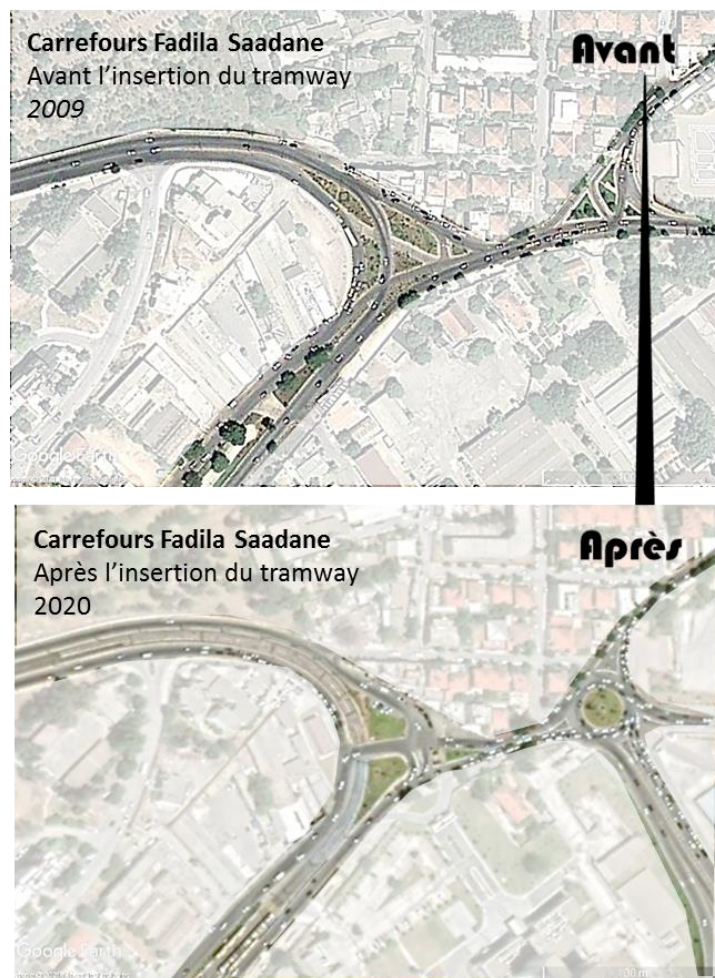 Carrefours Fadila Saadane
Avant l’insertion du tramway
2009
Avant
Google Earth
Carrefours Fadila Saadane
Après l’insertion du tramway
2020
Après
Google Earth
100 m